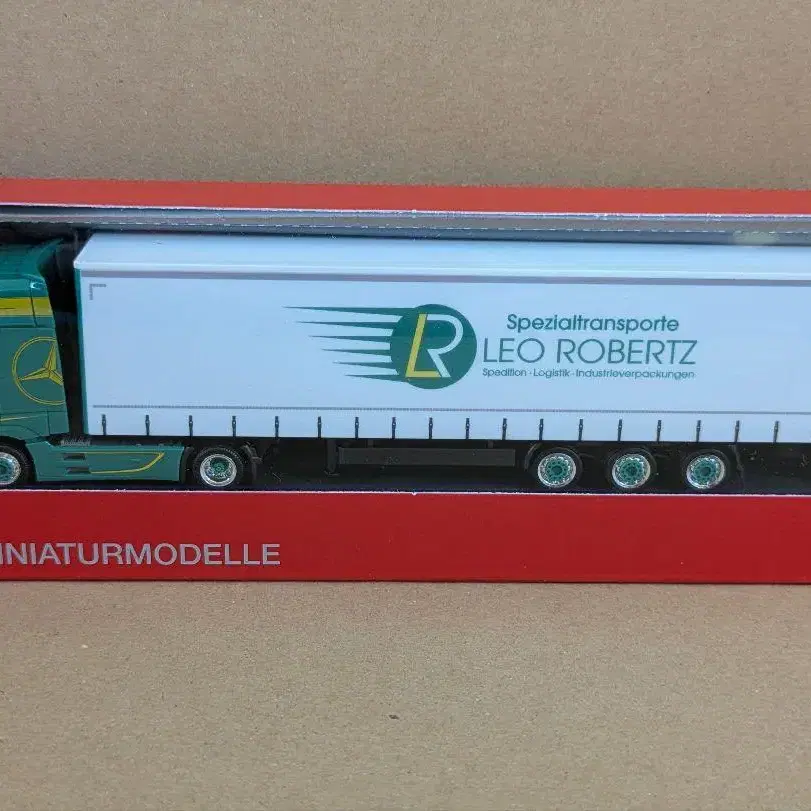 LR
Spezialtransporte
LEO ROBERTZ
Spedition · Logistik · Industrieverpackungen
INIATURMODELLE